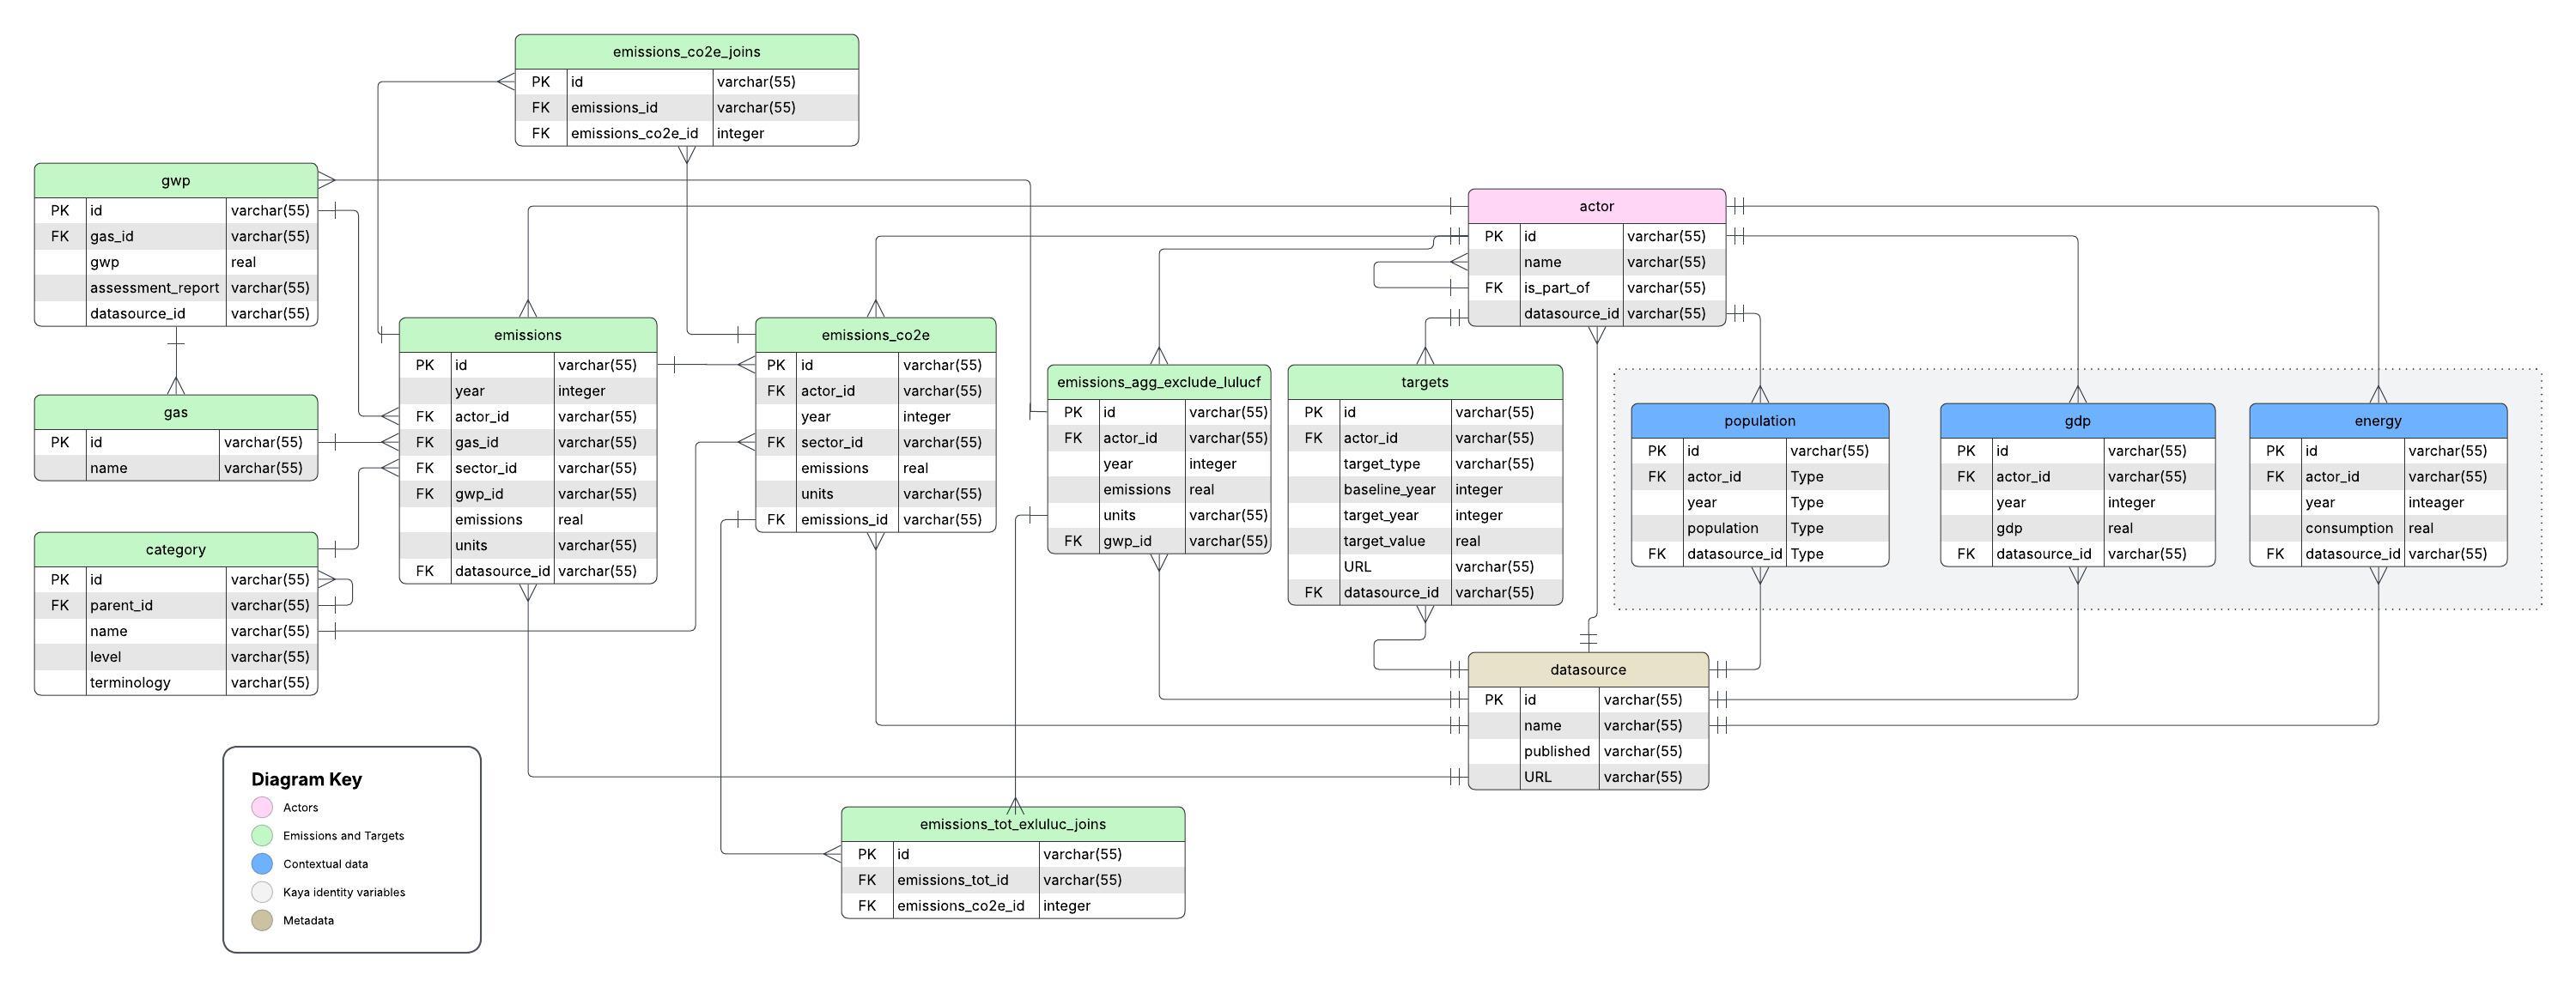 emissions_co2e_joins
PK id varchar(55)
FK emissions_id varchar(55)
FK emissions_co2e_id integer
gwp
PK id varchar(55)
FK gas_id varchar(55)
gwp real
assessment_report varchar(55)
datasource_id varchar(55)
gas
PK id varchar(55)
name varchar(55)
category
PK id varchar(55)
FK parent_id varchar(55)
name varchar(55)
level varchar(55)
terminology varchar(55)
emissions
PK id varchar(55)
year integer
FK actor_id varchar(55)
FK gas_id varchar(55)
FK sector_id varchar(55)
FK gwp_id varchar(55)
emissions real
units varchar(55)
FK datasource_id varchar(55)
emissions_co2e
PK id varchar(55)
FK actor_id varchar(55)
year integer
FK sector_id varchar(55)
emissions real
units varchar(55)
FK emissions_id varchar(55)
emissions_agg_exclude_lulucf
PK id varchar(55)
FK actor_id varchar(55)
year integer
emissions real
units varchar(55)
FK gwp_id varchar(55)
targets
PK id varchar(55)
FK actor_id varchar(55)
target_type varchar(55)
baseline_year integer
target_year integer
target_value real
URL varchar(55)
FK datasource_id varchar(55)
actor
PK id varchar(55)
name varchar(55)
FK is_part_of varchar(55)
datasource_id varchar(55)
population
PK id varchar(55)
FK actor_id Type
year Type
population Type
FK datasource_id Type
gdp
PK id varchar(55)
FK actor_id varchar(55)
year integer
gdp real
FK datasource_id varchar(55)
energy
PK id varchar(55)
FK actor_id varchar(55)
year inteager
consumption real
FK datasource_id varchar(55)
datasource
PK id varchar(55)
name varchar(55)
published varchar(55)
URL varchar(55)
emissions_tot_exluluc_joins
PK id varchar(55)
FK emissions_tot_id varchar(55)
FK emissions_co2e_id integer
Diagram Key
Actors
Emissions and Targets
Contextual data
Kaya identity variables
Metadata